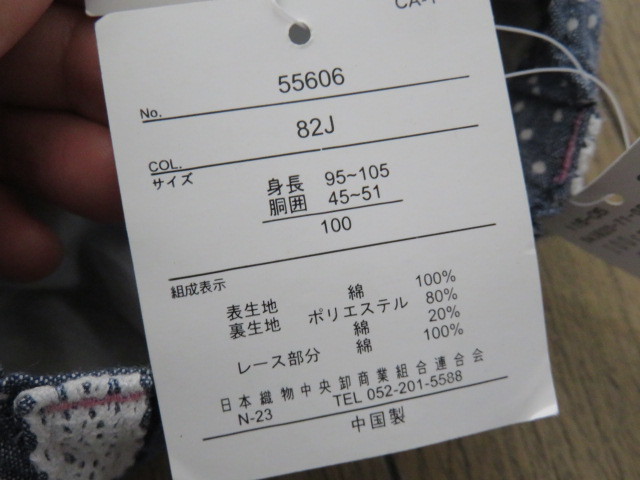 CA-
No. 55606
COL. 82J
サイズ
身長 95~105
胴囲 45~51
100
組成表示
表生地 綿 100%
裏生地 ポリエステル 80%
綿 20%
レース部分 綿 100%
日本織物中央卸商業組合連合会
N-23 TEL 052-201-5588
中国製